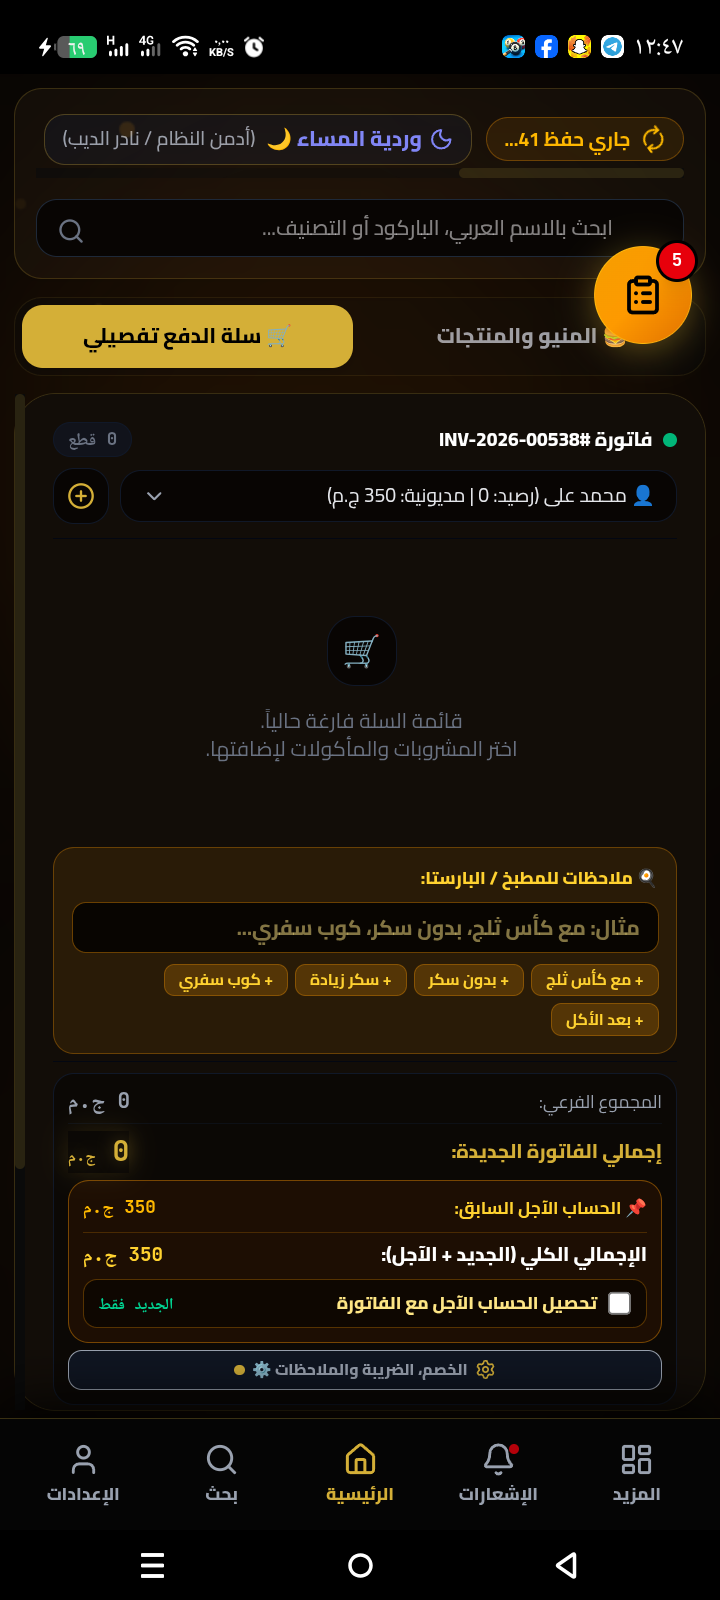 ١٢:٤٧
KB/S
4G
H
٦٩
جاري حفظ 41...
وردية المساء 🌙 (أدمن النظام / نادر الديب)
ابحث بالاسم العربي، الباركود أو التصنيف...
5
🍔 المنيو والمنتجات
🛒 سلة الدفع تفصيلي
فاتورة #INV-2026-00538
0 قطع
👤 محمد على (رصيد: 0 | مديونية: 350 ج.م)
قائمة السلة فارغة حالياً.
اختر المشروبات والمأكولات لإضافتها.
🍳 ملاحظات للمطبخ / البارستا:
مثال: مع كأس ثلج، بدون سكر، كوب سفري...
+ مع كأس ثلج
+ بدون سكر
+ سكر زيادة
+ كوب سفري
+ بعد الأكل
المجموع الفرعي:
0 ج.م
إجمالي الفاتورة الجديدة:
0 ج.م
📌 الحساب الآجل السابق:
350 ج.م
الإجمالي الكلي (الجديد + الآجل):
350 ج.م
تحصيل الحساب الآجل مع الفاتورة
الجديد فقط
الخصم، الضريبة والملاحظات ⚙️
المزيد
الإشعارات
الرئيسية
بحث
الإعدادات